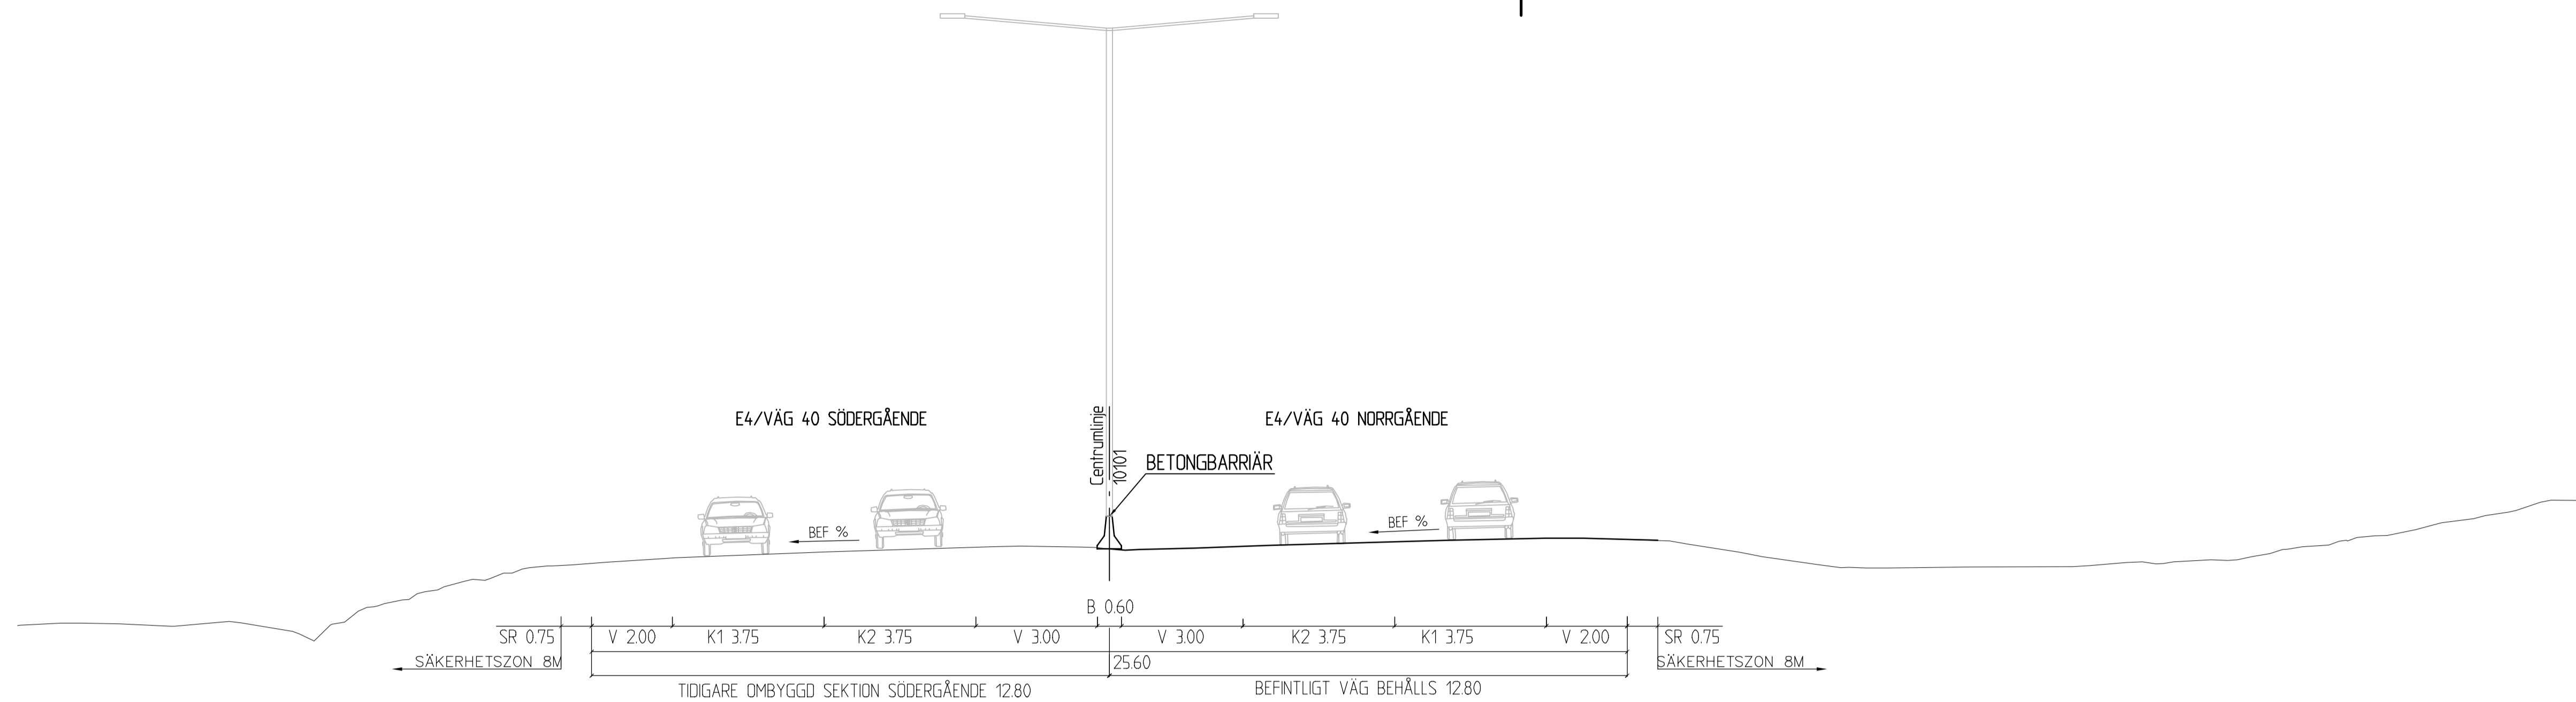 E4/VÄG 40 SÖDERGÅENDE
Centrumlinje
10101
E4/VÄG 40 NORRGÅENDE
BETONGBARRIÄR
BEF %
BEF %
B 0.60
SR 0.75
V 2.00
K1 3.75
K2 3.75
V 3.00
V 3.00
K2 3.75
K1 3.75
V 2.00
SR 0.75
SÄKERHETSZON 8M
25.60
SÄKERHETSZON 8M
TIDIGARE OMBYGGD SEKTION SÖDERGÅENDE 12.80
BEFINTLIGT VÄG BEHÅLLS 12.80